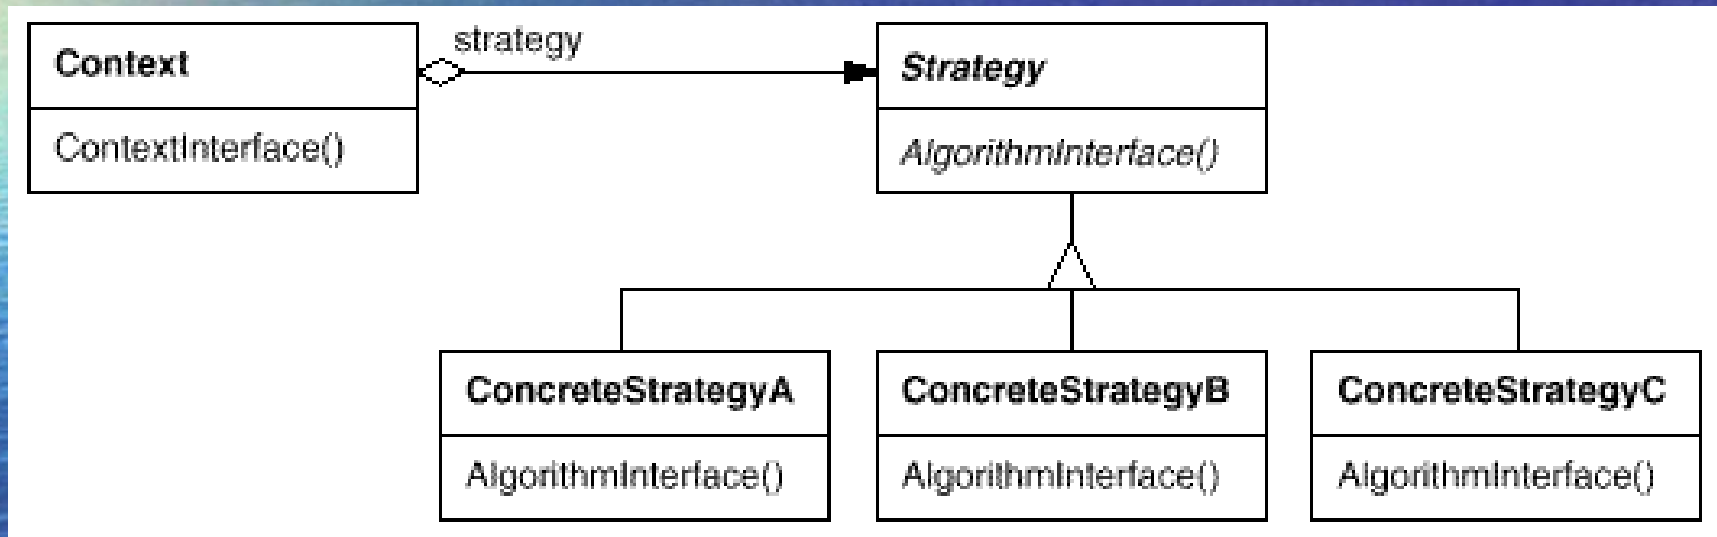 Context
ContextInterface()
strategy
Strategy
AlgorithmInterface()
ConcreteStrategyA
AlgorithmInterface()
ConcreteStrategyB
AlgorithmInterface()
ConcreteStrategyC
AlgorithmInterface()